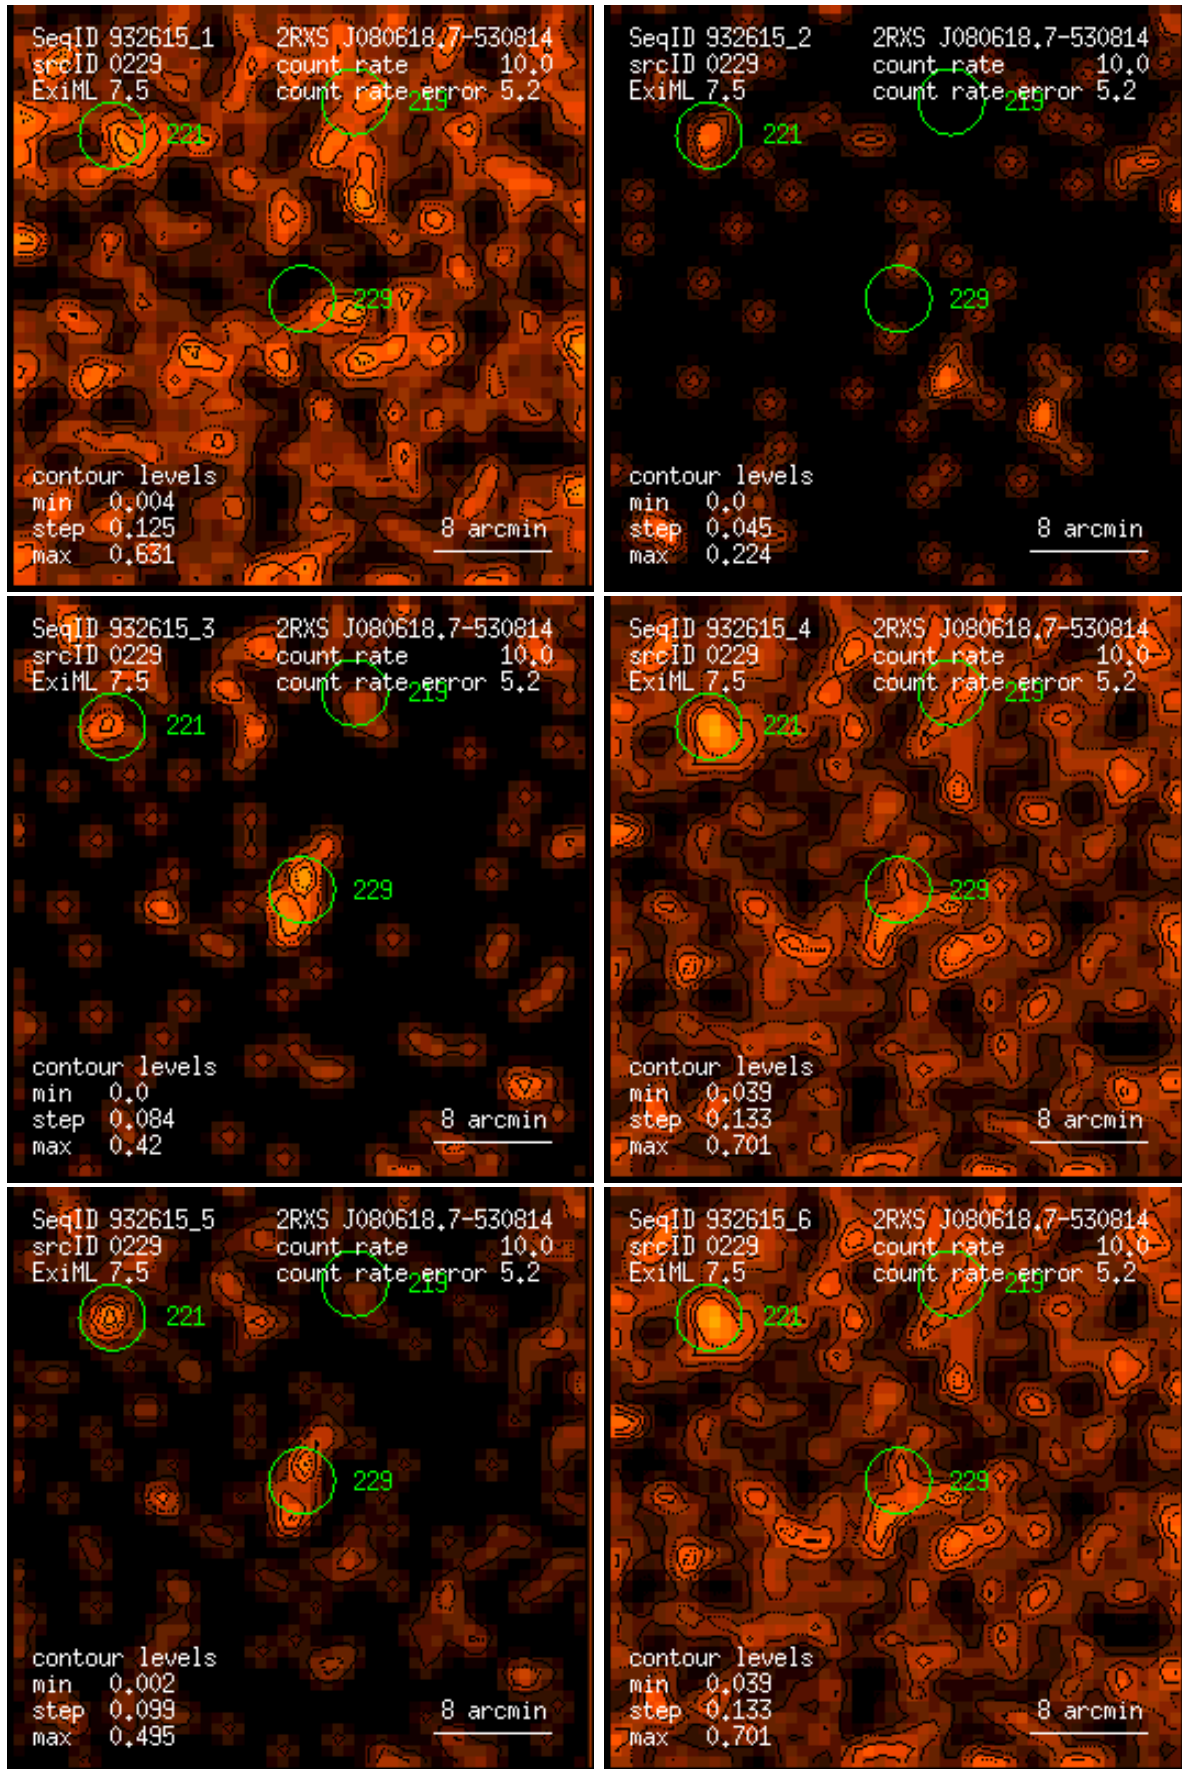 SeqID 932615_1 2RXS J080618.7-530814
srcID 0229 count rate 10.0
ExiML 7.5 count rate error 5.2
219
221
229
contour levels
min 0.004
step 0.125 8 arcmin
max 0.631
SeqID 932615_2 2RXS J080618.7-530814
srcID 0229 count rate 10.0
ExiML 7.5 count rate error 5.2
219
221
229
contour levels
min 0.0
step 0.045 8 arcmin
max 0.224
SeqID 932615_3 2RXS J080618.7-530814
srcID 0229 count rate 10.0
ExiML 7.5 count rate error 5.2
219
221
229
contour levels
min 0.0
step 0.084 8 arcmin
max 0.42
SeqID 932615_4 2RXS J080618.7-530814
srcID 0229 count rate 10.0
ExiML 7.5 count rate error 5.2
219
221
229
contour levels
min 0.039
step 0.133 8 arcmin
max 0.701
SeqID 932615_5 2RXS J080618.7-530814
srcID 0229 count rate 10.0
ExiML 7.5 count rate error 5.2
219
221
229
contour levels
min 0.002
step 0.099 8 arcmin
max 0.495
SeqID 932615_6 2RXS J080618.7-530814
srcID 0229 count rate 10.0
ExiML 7.5 count rate error 5.2
219
221
229
contour levels
min 0.039
step 0.133 8 arcmin
max 0.701